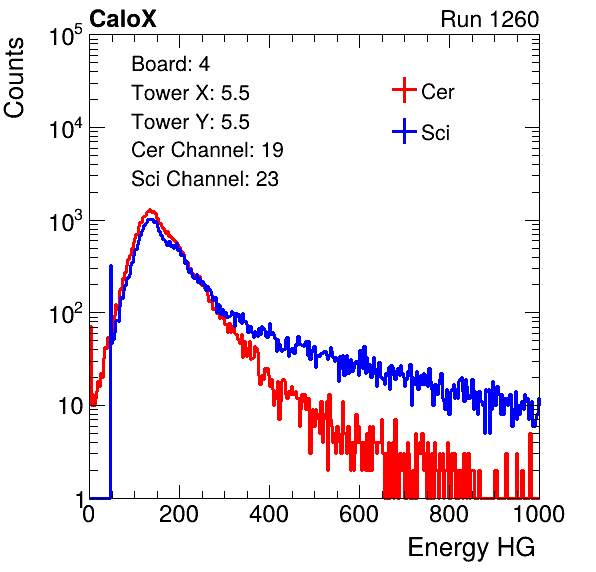 CaloX Run 1260
Counts
Board: 4
Tower X: 5.5
Tower Y: 5.5
Cer Channel: 19
Sci Channel: 23
Cer
Sci
10^5
10^4
10^3
10^2
10
1
0 200 400 600 800 1000
Energy HG